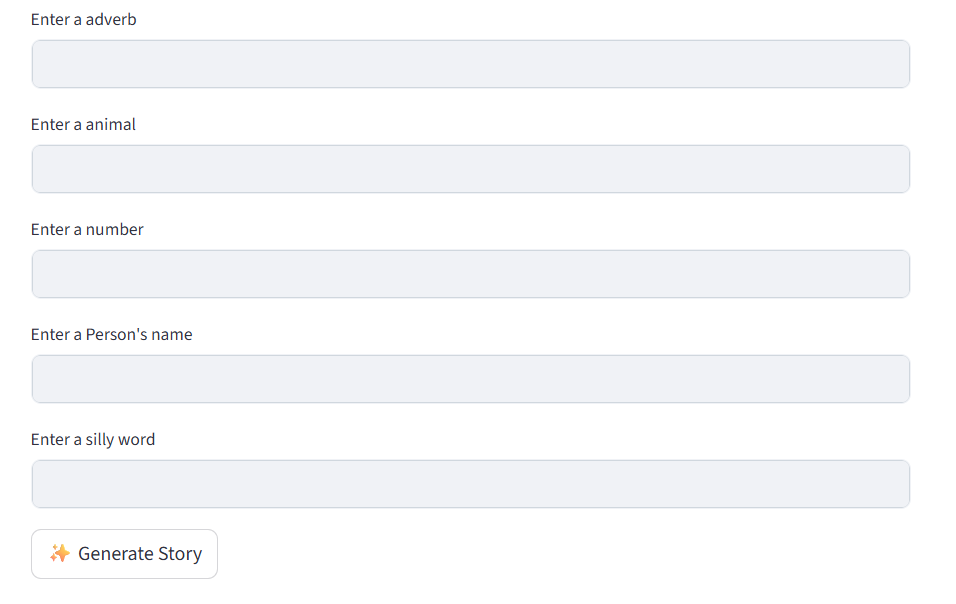 Enter a adverb
Enter a animal
Enter a number
Enter a Person's name
Enter a silly word
✨ Generate Story